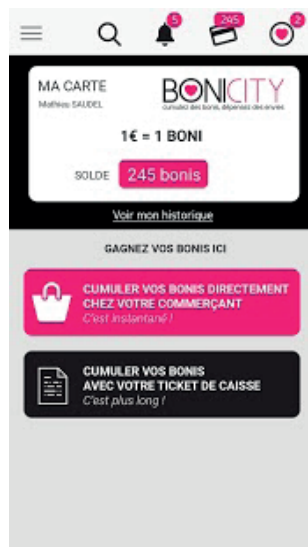 5
245
2
MA CARTE
Mathieu SAUDEL
BONICITY
cumulez des bonis, dépensez des envies
1€ = 1 BONI
SOLDE 245 bonis
Voir mon historique
GAGNEZ VOS BONIS ICI
CUMULER VOS BONIS DIRECTEMENT
CHEZ VOTRE COMMERÇANT
C'est instantané !
CUMULER VOS BONIS
AVEC VOTRE TICKET DE CAISSE
C'est plus long !